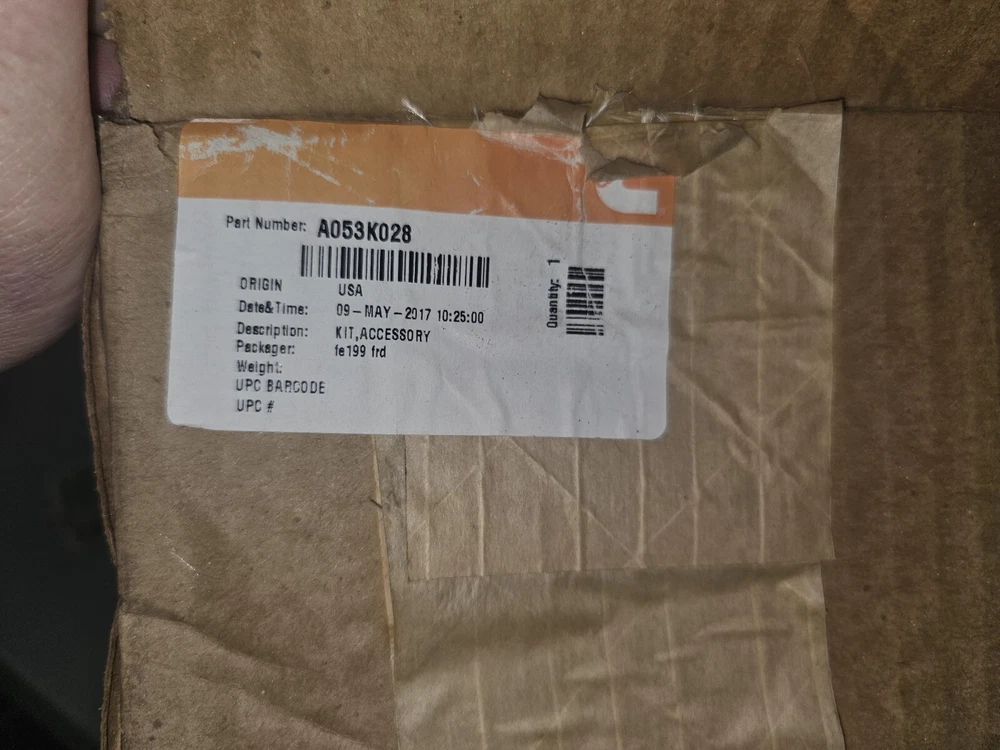 Part Number: A053K028
ORIGIN USA
Date&Time: 09-MAY-2017 10:25:00
Description: KIT,ACCESSORY
Packager: fe199 frd
Weight:
UPC BARCODE
UPC #
Quantity: 1